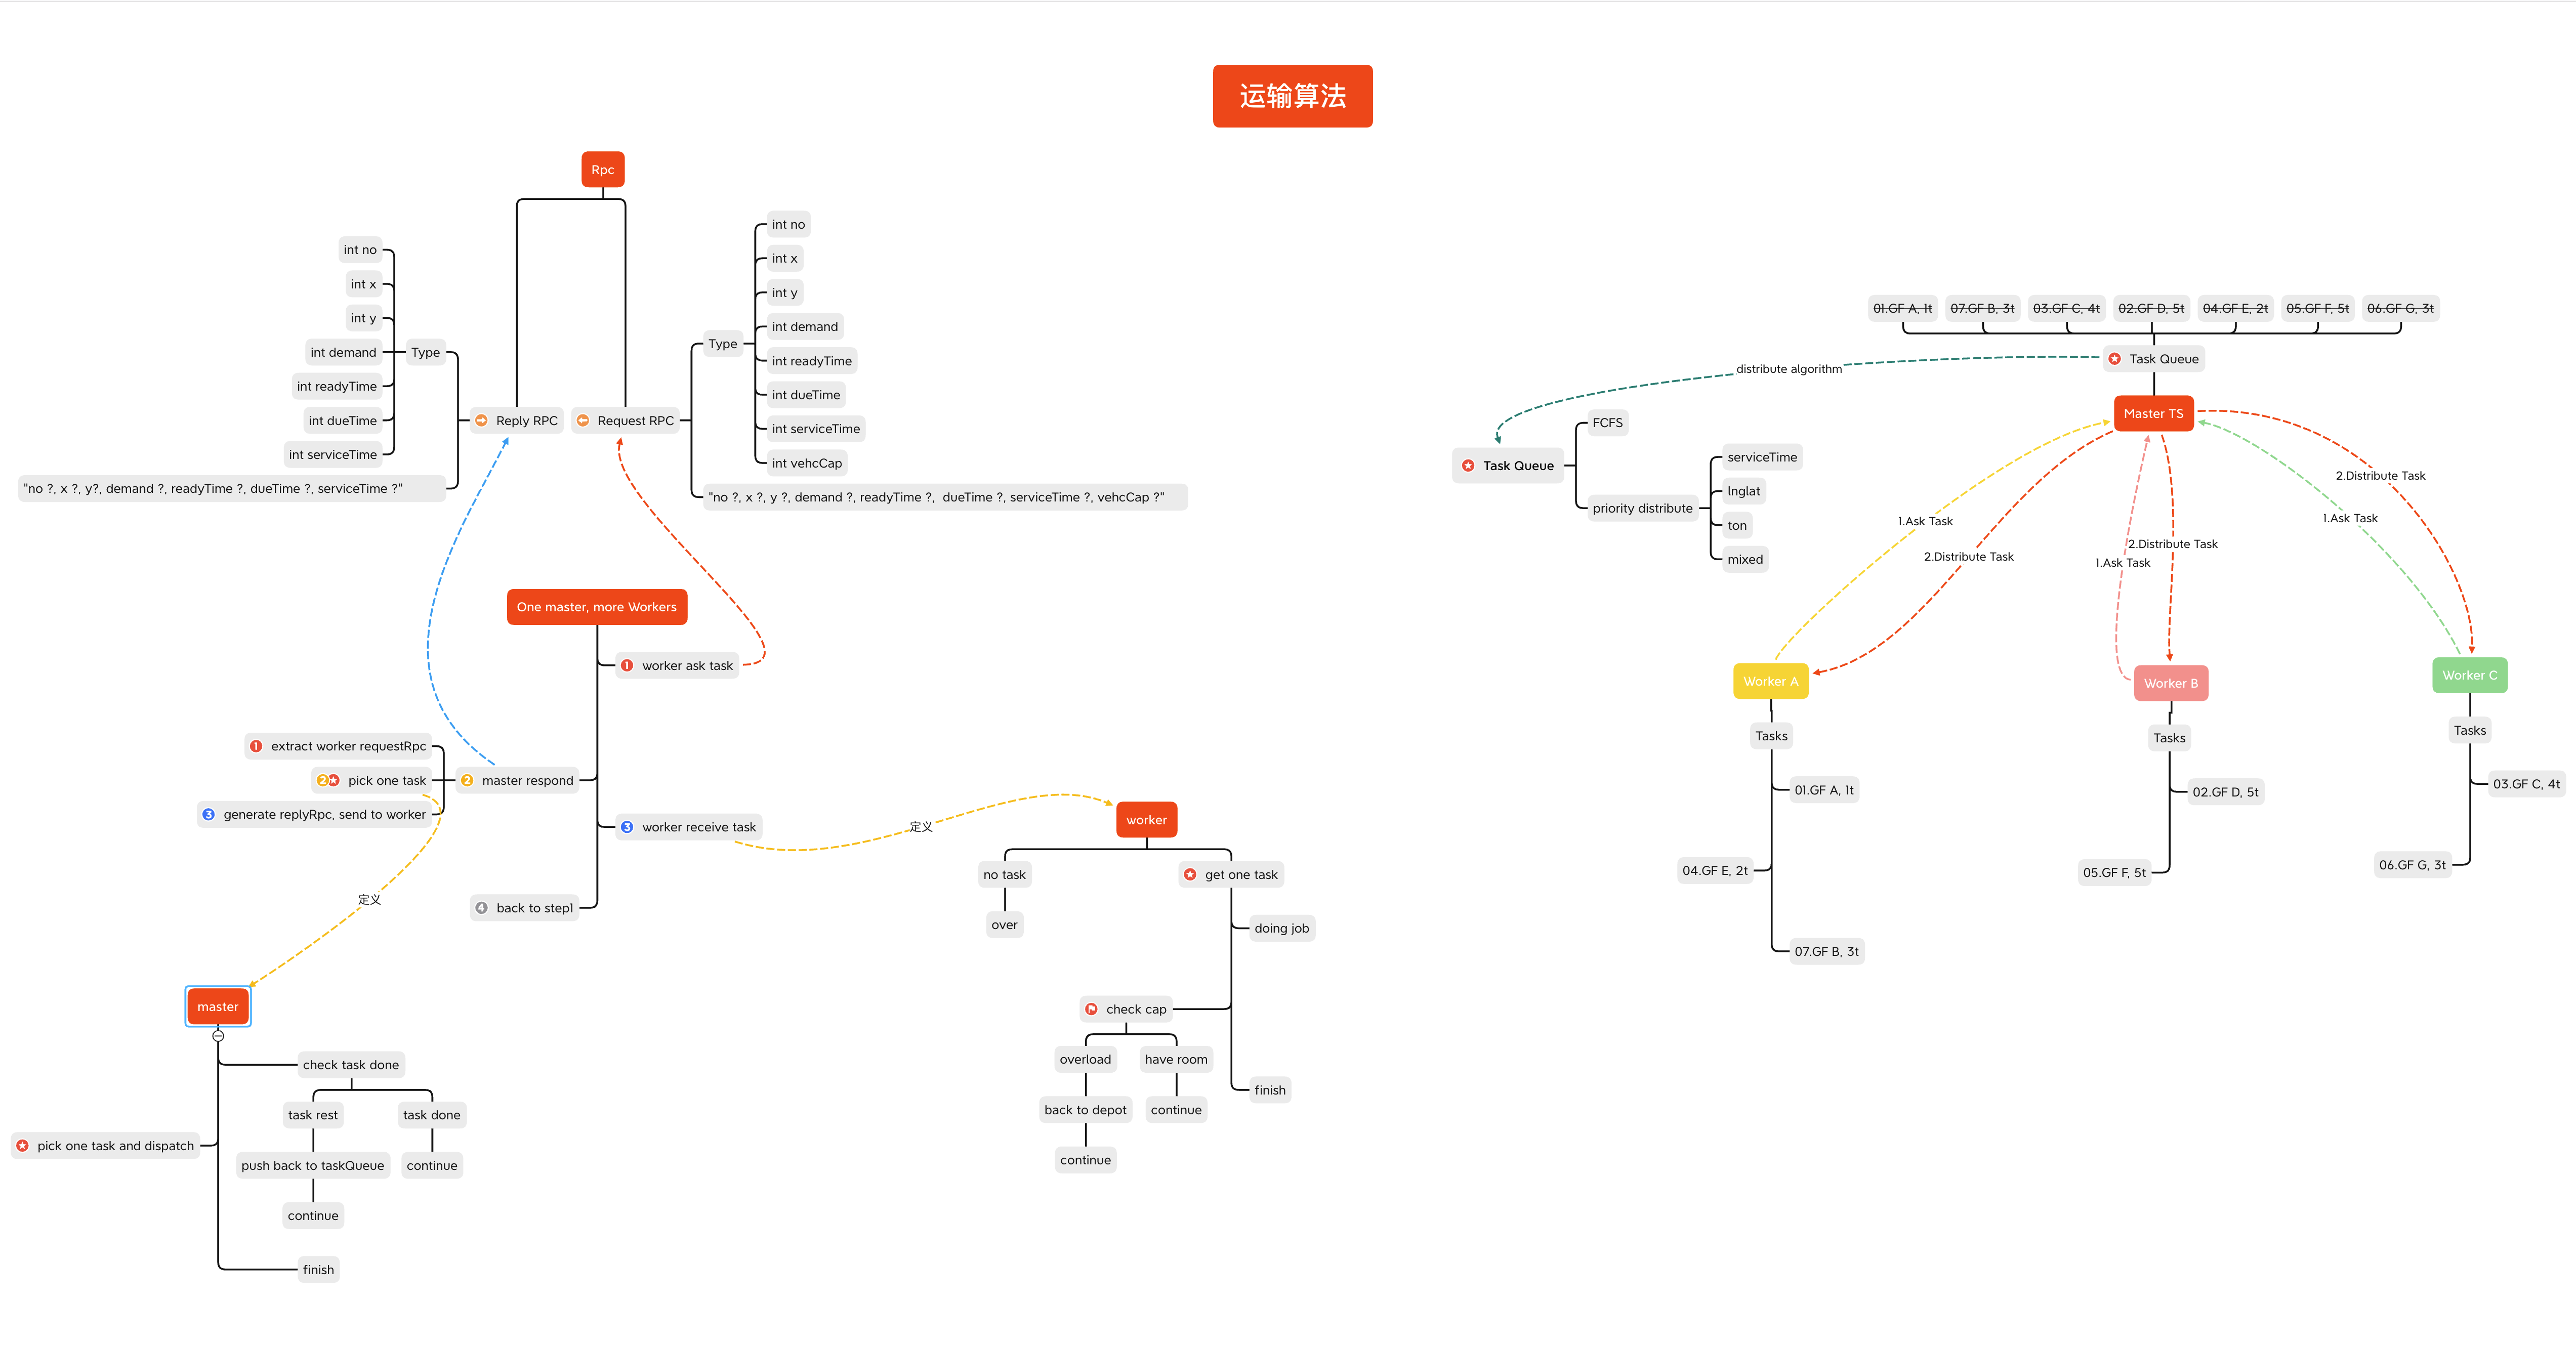 运输算法
Rpc
int no
int x
int y
int demand
int readyTime
int dueTime
int serviceTime
Type
"no ?, x ?, y?, demand ?, readyTime ?, dueTime ?, serviceTime ?"
Reply RPC
Request RPC
Type
int no
int x
int y
int demand
int readyTime
int dueTime
int serviceTime
int vehcCap
"no ?, x ?, y ?, demand ?, readyTime ?,  dueTime ?, serviceTime ?, vehcCap ?"
One master, more Workers
1 worker ask task
2 master respond
1 extract worker requestRpc
2 pick one task
3 generate replyRpc, send to worker
3 worker receive task
4 back to step1
定义
定义
master
check task done
task rest
task done
push back to taskQueue
continue
continue
pick one task and dispatch
finish
worker
no task
over
get one task
doing job
check cap
overload
have room
back to depot
continue
continue
finish
01.GF A, 1t
07.GF B, 3t
03.GF C, 4t
02.GF D, 5t
04.GF E, 2t
05.GF F, 5t
06.GF G, 3t
Task Queue
distribute algorithm
Master TS
Task Queue
FCFS
priority distribute
serviceTime
lnglat
ton
mixed
1.Ask Task
2.Distribute Task
1.Ask Task
2.Distribute Task
1.Ask Task
2.Distribute Task
Worker A
Tasks
01.GF A, 1t
04.GF E, 2t
07.GF B, 3t
Worker B
Tasks
02.GF D, 5t
05.GF F, 5t
Worker C
Tasks
03.GF C, 4t
06.GF G, 3t